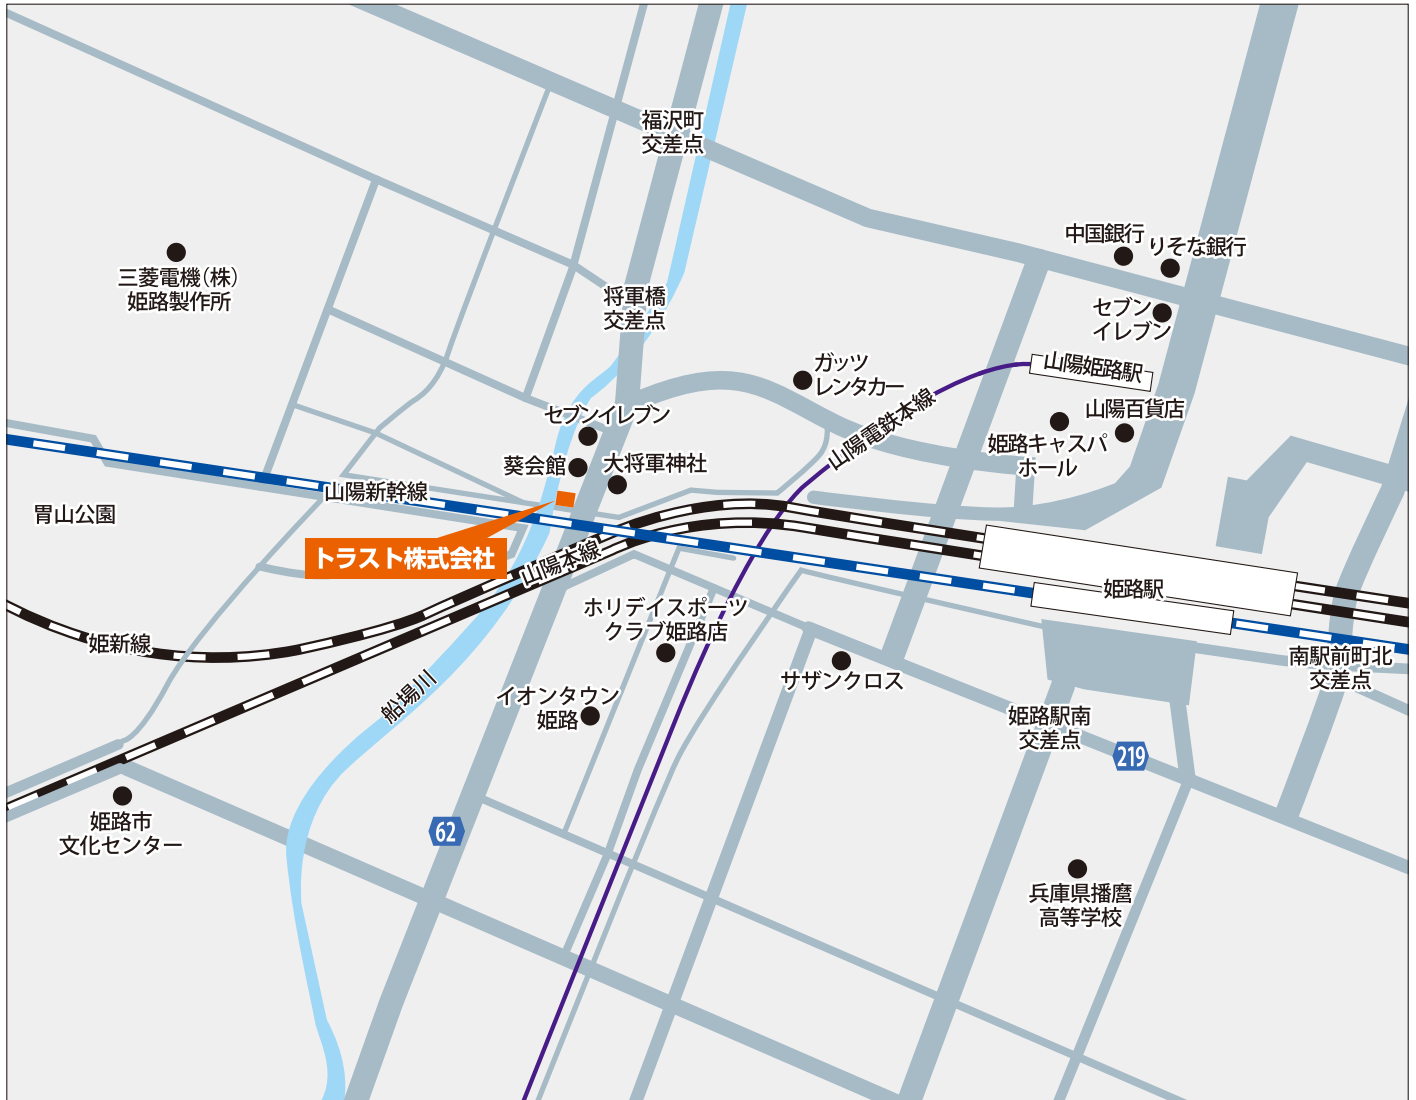 福沢町
交差点
中国銀行
りそな銀行
三菱電機(株)
姫路製作所
将軍橋
交差点
セブン
イレブン
ガッツ
レンタカー
山陽姫路駅
山陽電鉄本線
山陽百貨店
セブンイレブン
姫路キャスパ
ホール
葵会館
大将軍神社
山陽新幹線
冑山公園
トラスト株式会社
山陽本線
姫路駅
ホリデイスポーツ
クラブ姫路店
姫新線
南駅前町北
交差点
サザンクロス
船場川
イオンタウン
姫路
姫路駅南
交差点
219
姫路市
文化センター
62
兵庫県播磨
高等学校